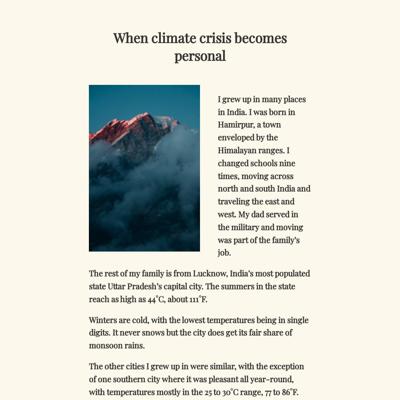 When climate crisis becomes
personal
I grew up in many places
in India. I was born in
Hamirpur, a town
enveloped by the
Himalayan ranges. I
changed schools nine
times, moving across
north and south India and
traveling the east and
west. My dad served in
the military and moving
was part of the family's
job.
The rest of my family is from Lucknow, India's most populated
state Uttar Pradesh's capital city. The summers in the state
reach as high as 44°C, about 111°F.
Winters are cold, with the lowest temperatures being in single
digits. It never snows but the city does get its fair share of
monsoon rains.
The other cities I grew up in were similar, with the exception
of one southern city where it was pleasant all year-round,
with temperatures mostly in the 25 to 30°C range, 77 to 86°F.